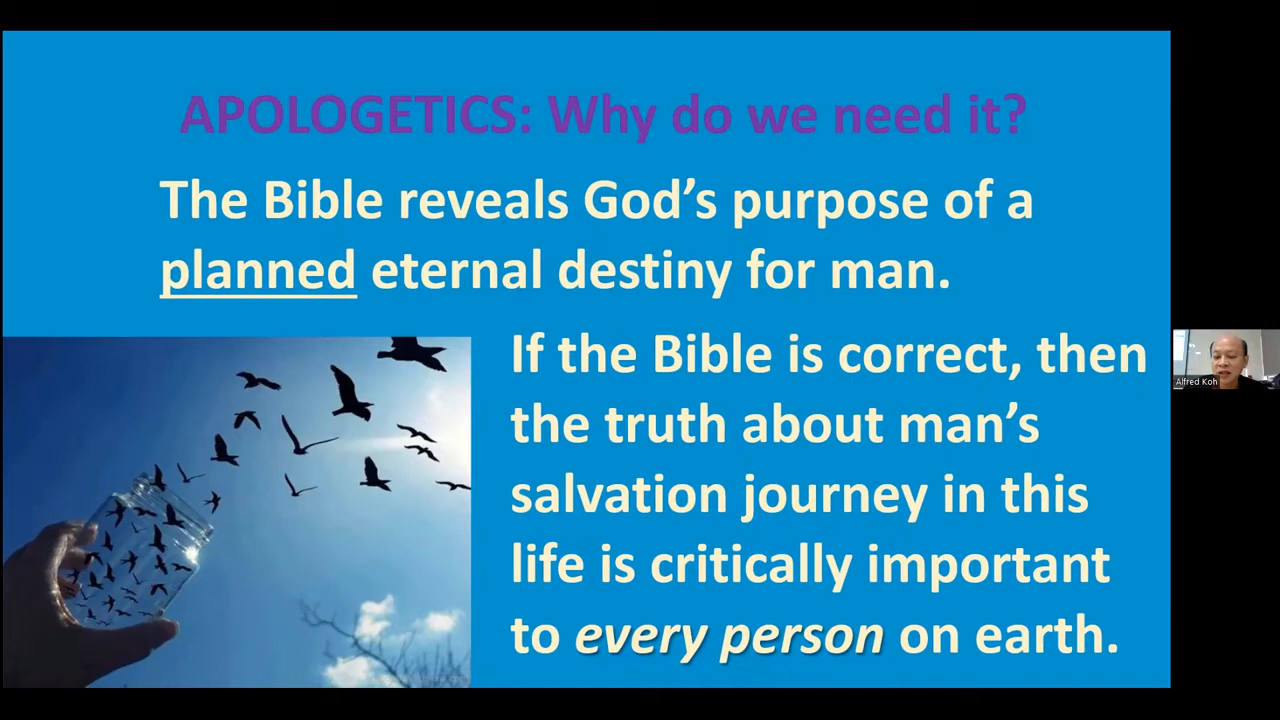 APOLOGETICS: Why do we need it?
The Bible reveals God’s purpose of a
planned eternal destiny for man.
If the Bible is correct, then
the truth about man’s
salvation journey in this
life is critically important
to every person on earth.
Alfred Koh